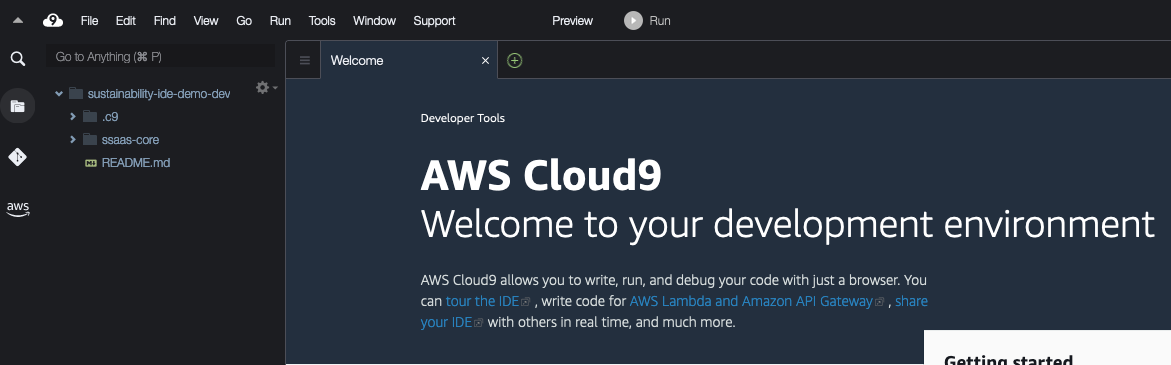 9 File Edit Find View Go Run Tools Window Support Preview Run
Go to Anything (⌘ P)
Welcome
sustainability-ide-demo-dev
.c9
ssaas-core
README.md
aws
Developer Tools
AWS Cloud9
Welcome to your development environment
AWS Cloud9 allows you to write, run, and debug your code with just a browser. You
can tour the IDE , write code for AWS Lambda and Amazon API Gateway , share
your IDE with others in real time, and much more.
Getting started